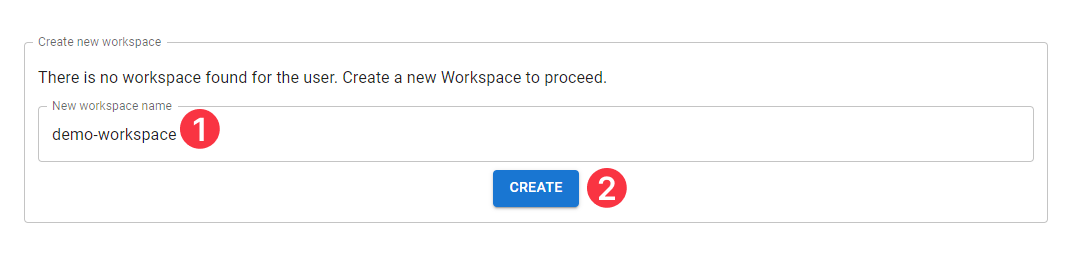 Create new workspace
There is no workspace found for the user. Create a new Workspace to proceed.
New workspace name
demo-workspace 1
CREATE 2